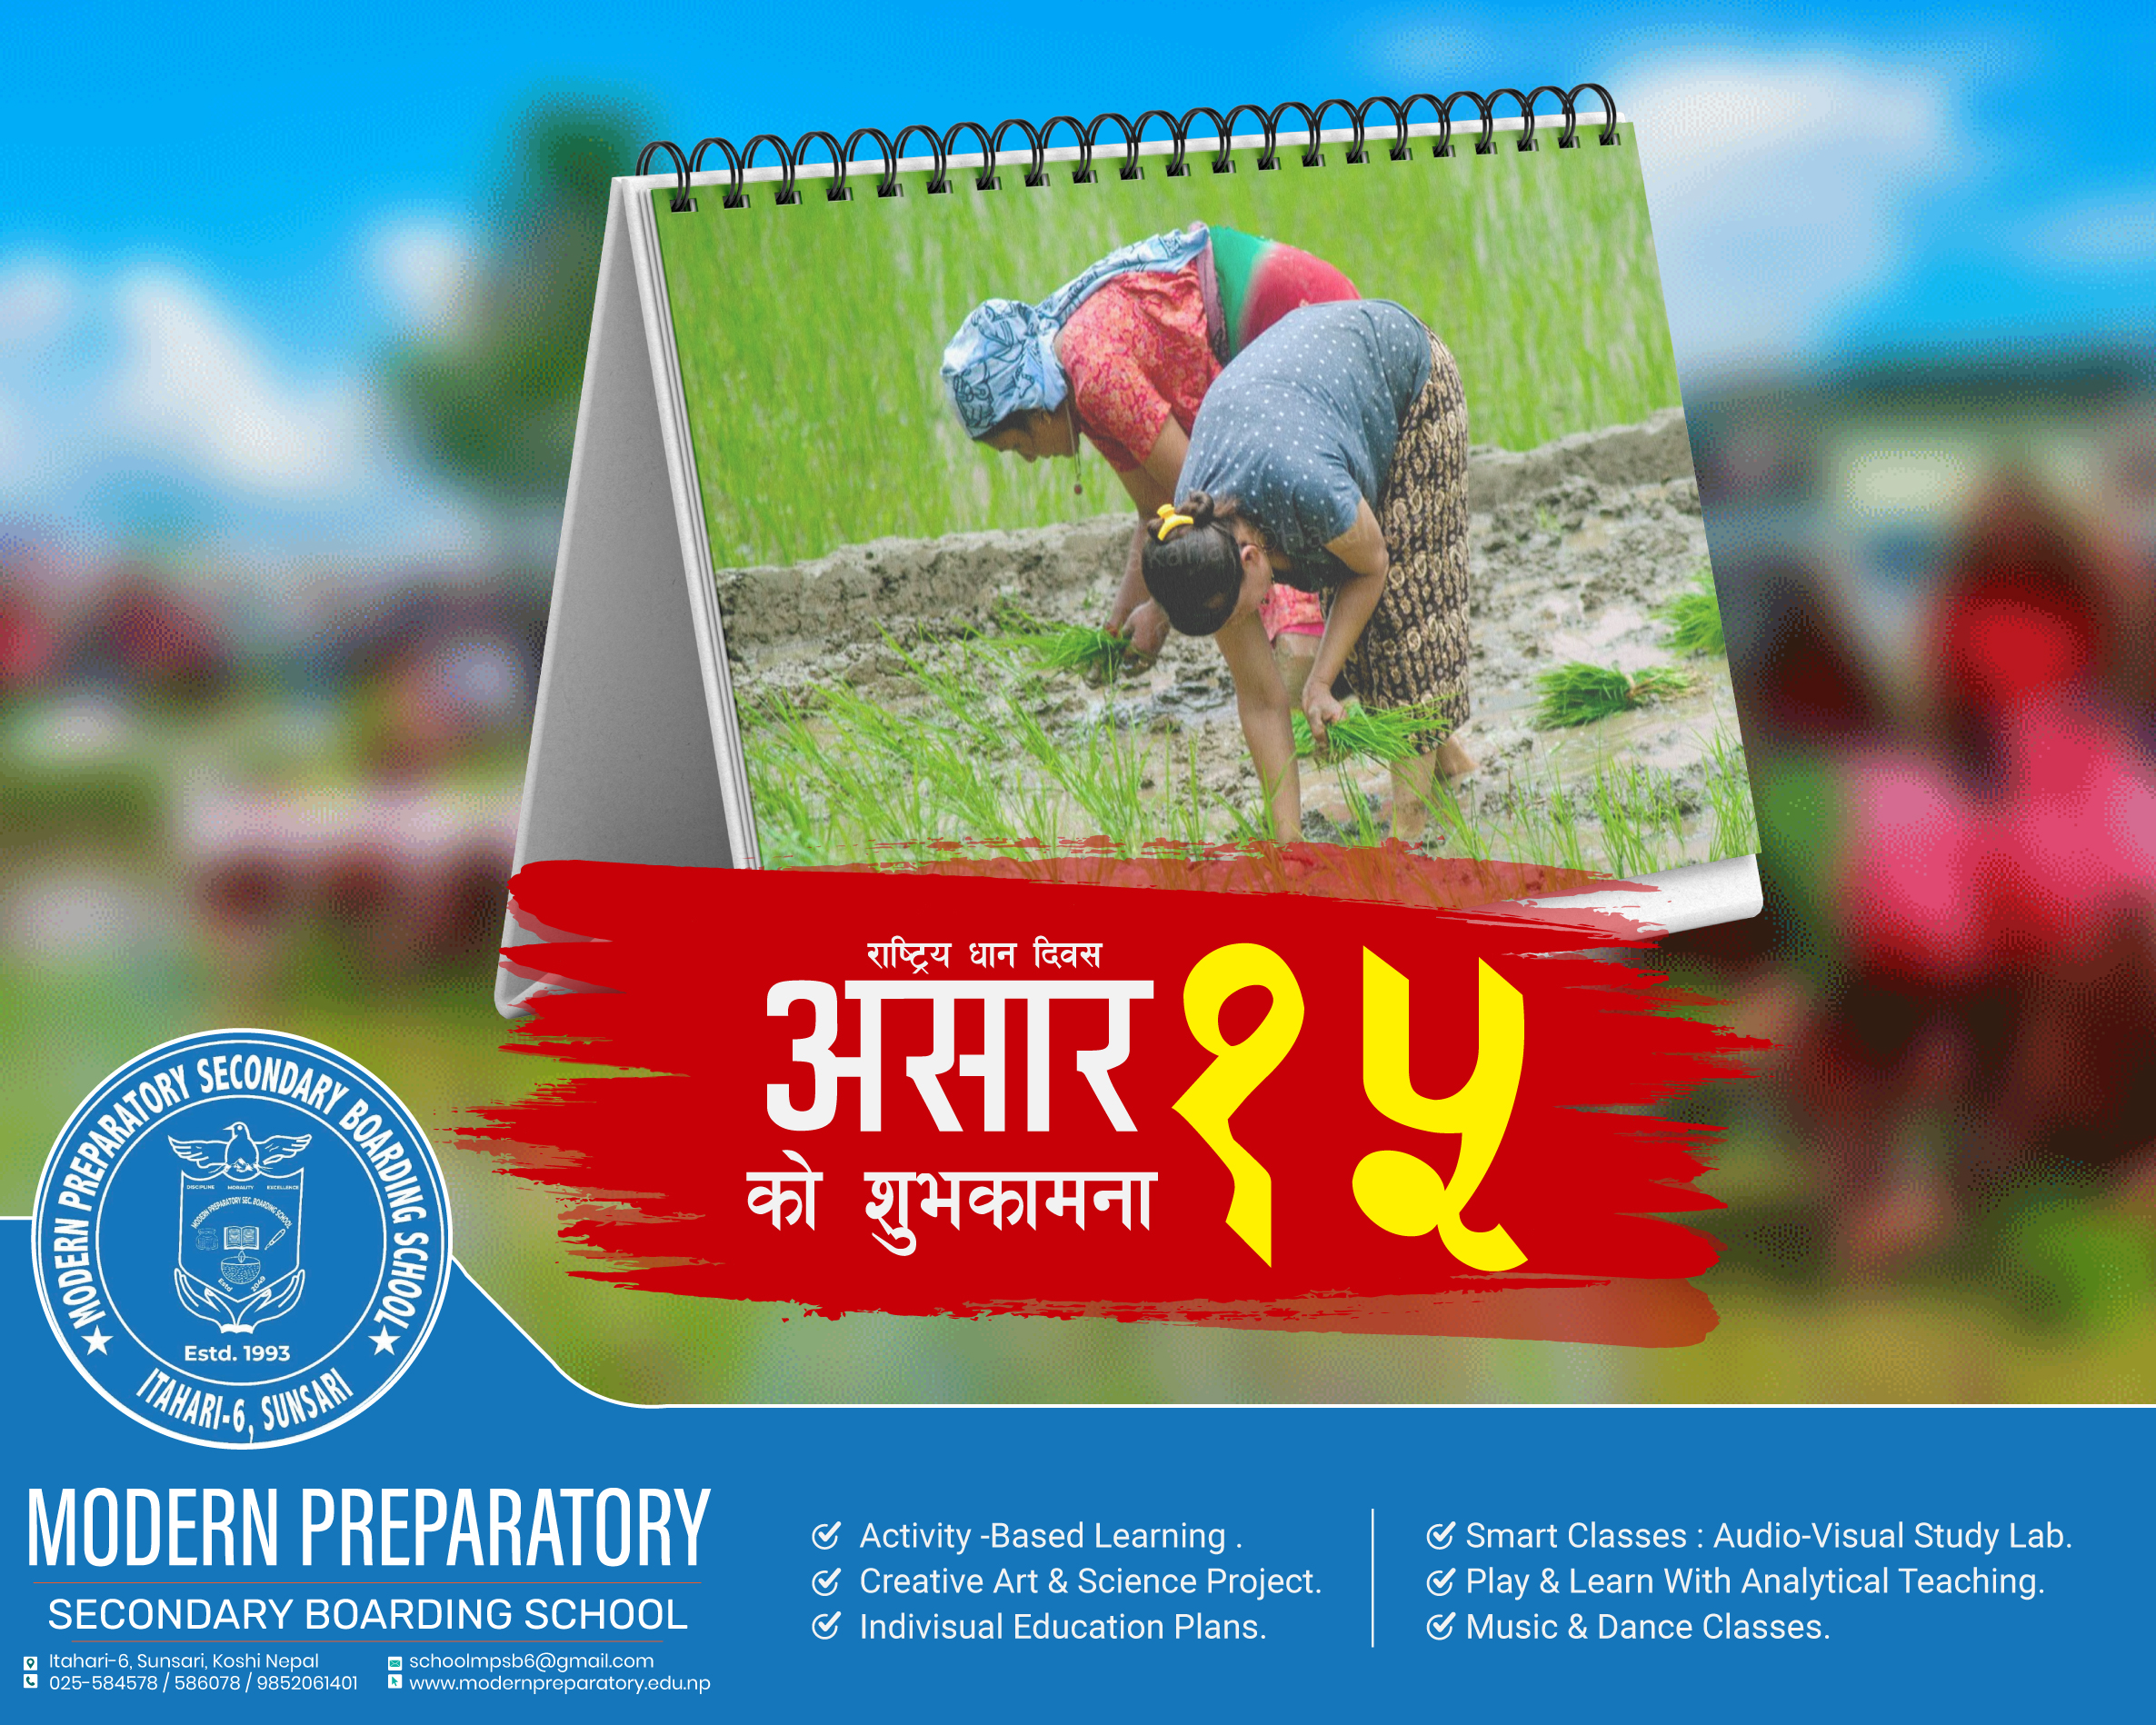 राष्ट्रिय धान दिवस
असार १५
को शुभकामना
MODERN PREPARATORY SECONDARY BOARDING SCHOOL
DISCIPLINE MORALITY EXCELLENCE
MODERN PREPARATORY SEC. BOARDING SCHOOL
Estd 2049
Estd. 1993
★ ITAHARI-6, SUNSARI ★
MODERN PREPARATORY
SECONDARY BOARDING SCHOOL
Itahari-6, Sunsari, Koshi Nepal
025-584578 / 586078 / 9852061401
schoolmpsb6@gmail.com
www.modernpreparatory.edu.np
Activity -Based Learning .
Creative Art & Science Project.
Indivisual Education Plans.
Smart Classes : Audio-Visual Study Lab.
Play & Learn With Analytical Teaching.
Music & Dance Classes.